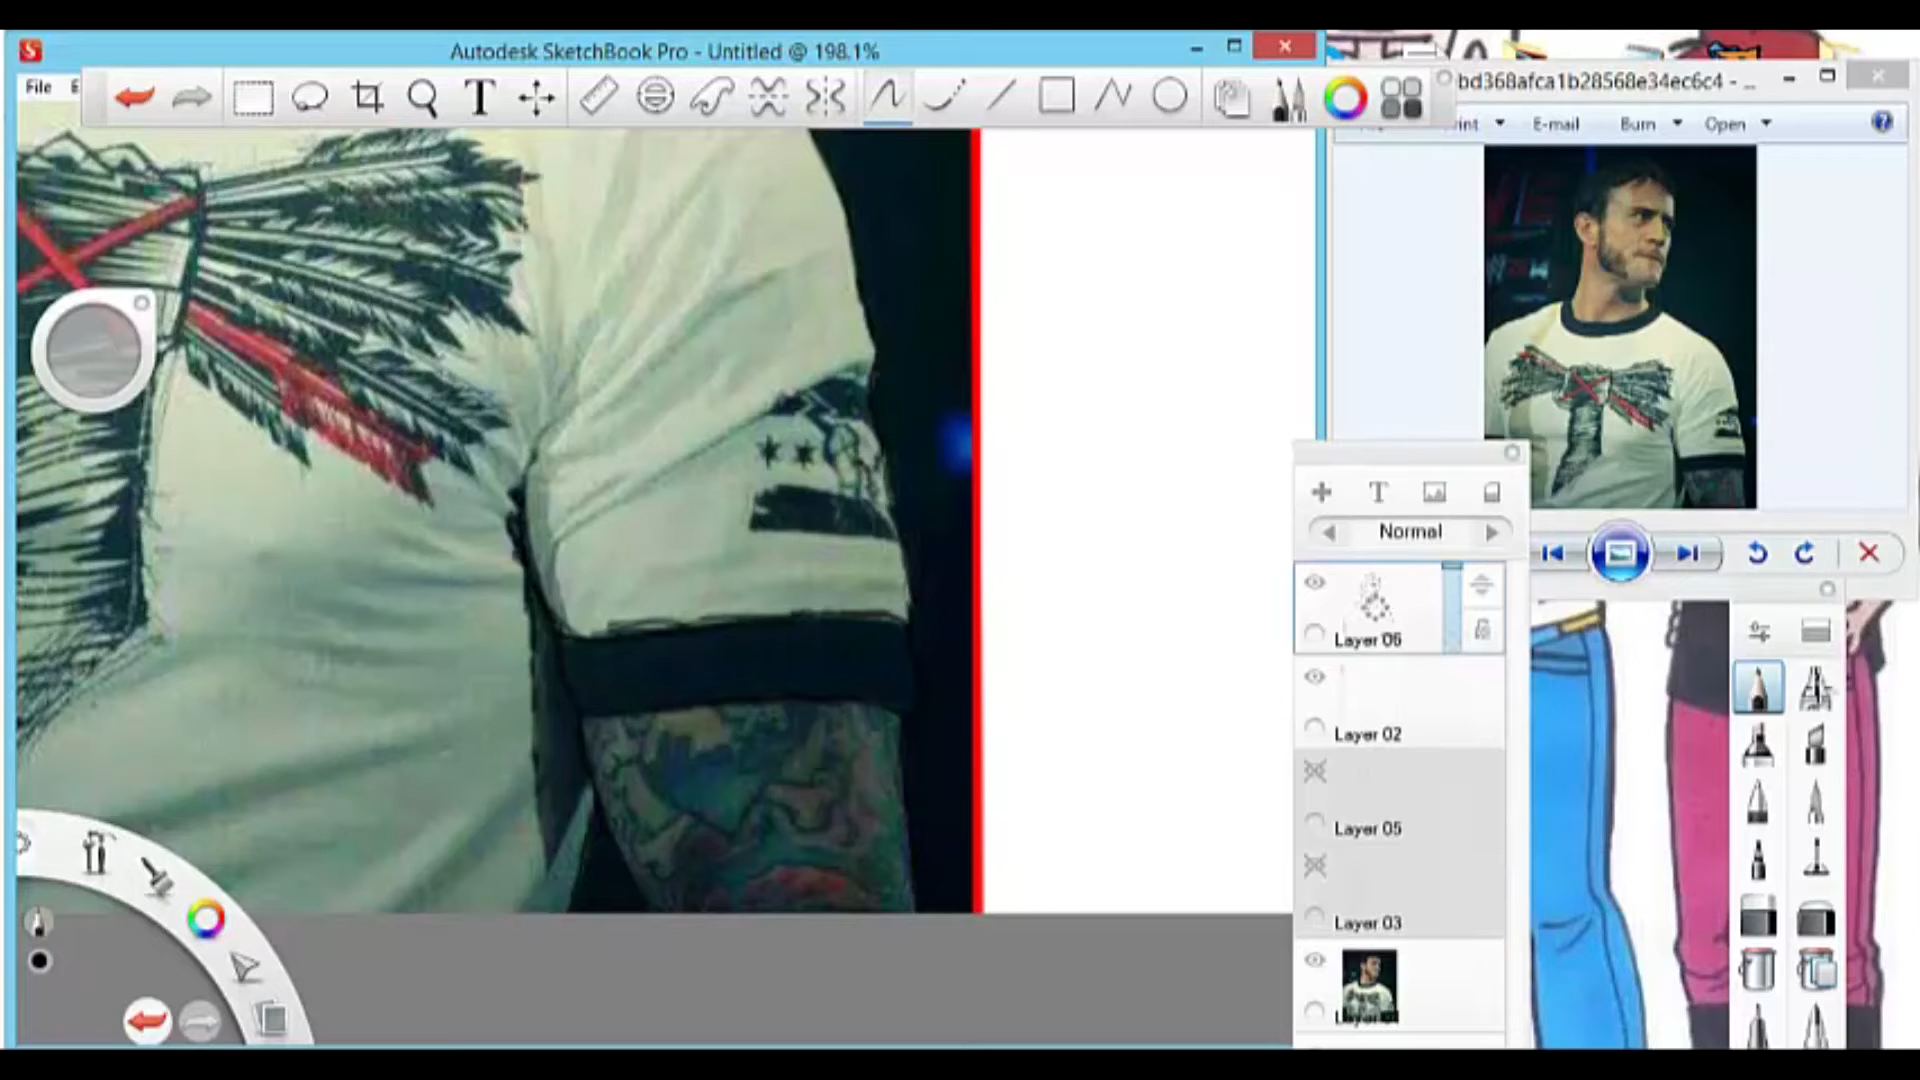 Autodesk SketchBook Pro - Untitled @ 198.1%
File
bd368afca1b28568e34ec6c4 - ...
E-mail
Burn
Open
Normal
Layer 06
Layer 02
Layer 05
Layer 03